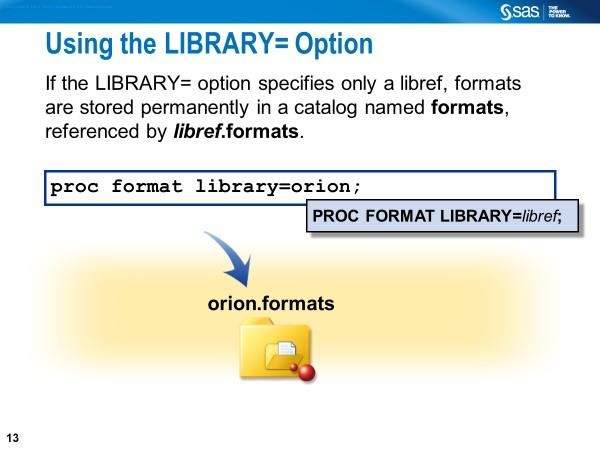 sas THE POWER TO KNOW.
Using the LIBRARY= Option
If the LIBRARY= option specifies only a libref, formats
are stored permanently in a catalog named formats,
referenced by libref.formats.
proc format library=orion;
PROC FORMAT LIBRARY=libref;
orion.formats
13